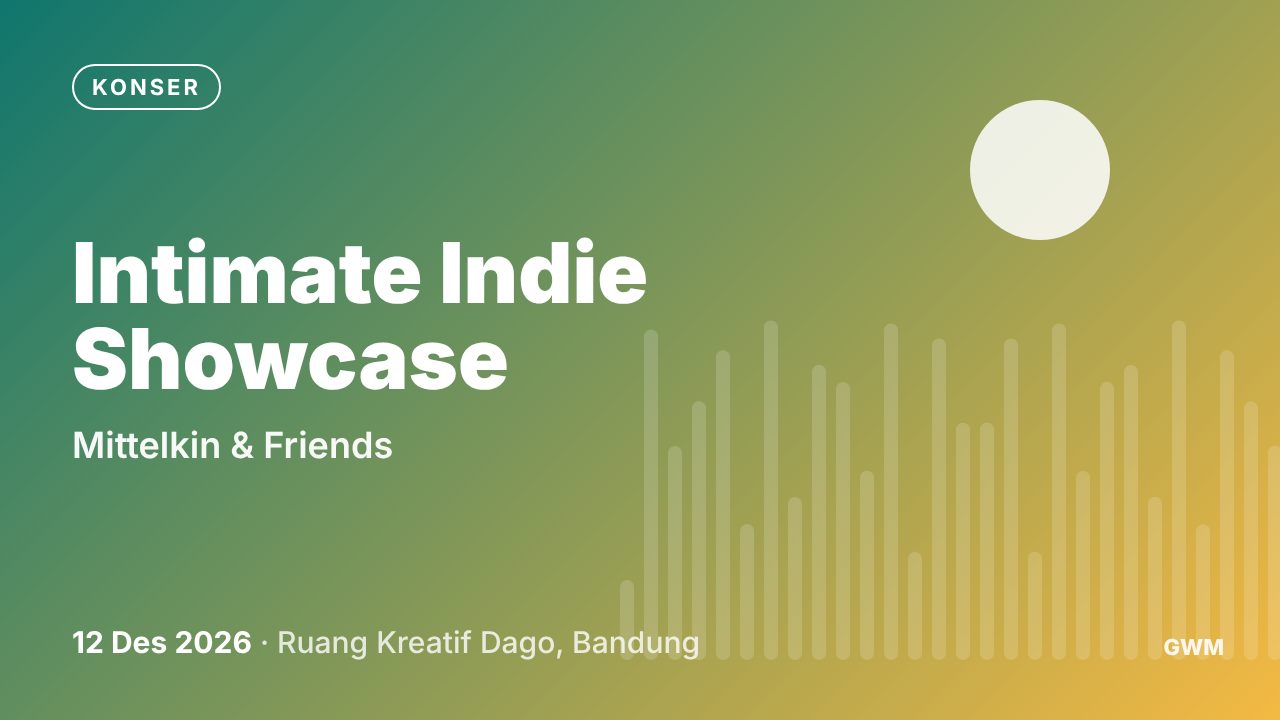 KONSER
Intimate Indie
Showcase
Mittelkin & Friends
12 Des 2026 · Ruang Kreatif Dago, Bandung
GWM